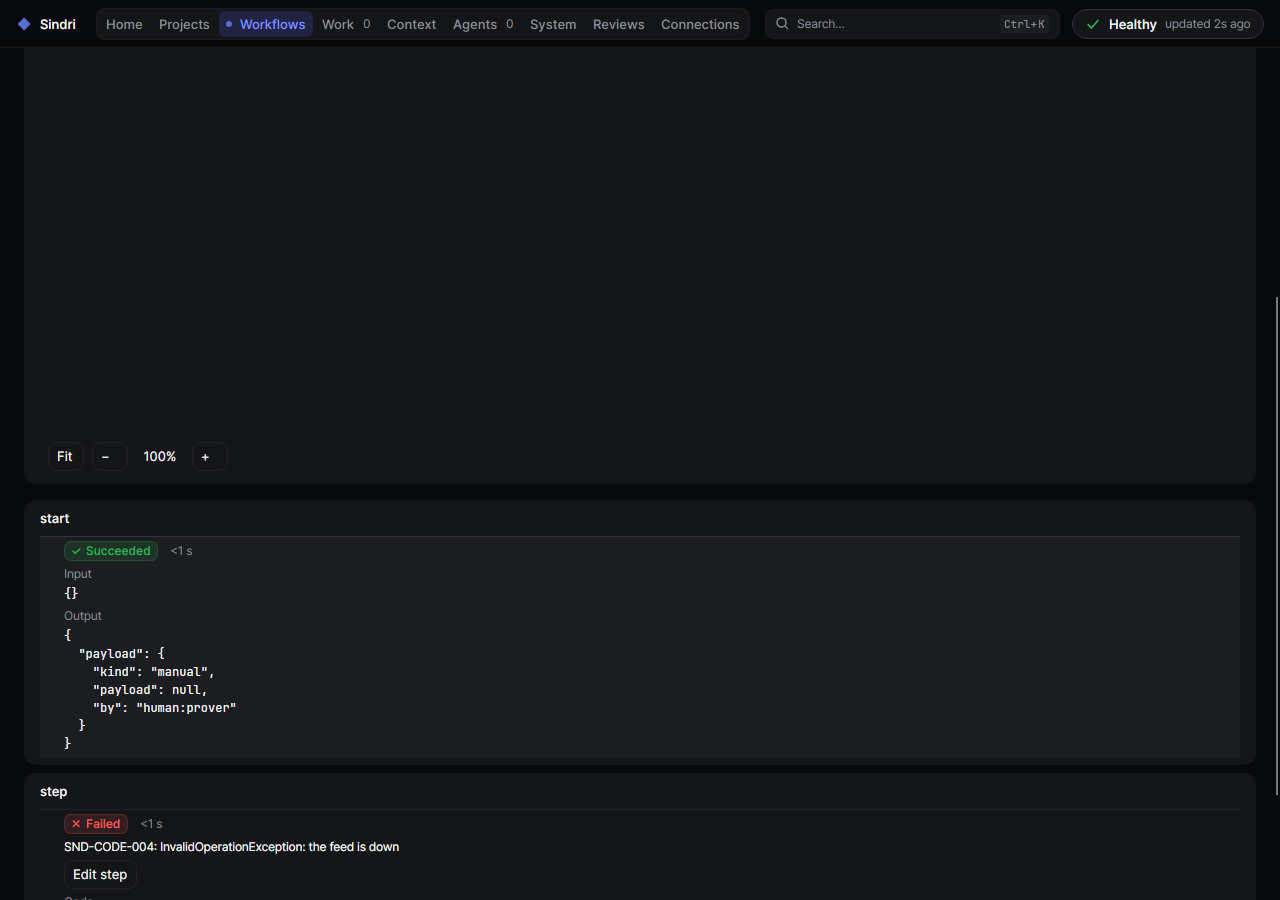 Sindri Home Projects Workflows Work 0 Context Agents 0 System Reviews Connections Search... Ctrl+K Healthy updated 2s ago
Fit − 100% +
start
Succeeded <1 s
Input
{}
Output
{
  "payload": {
    "kind": "manual",
    "payload": null,
    "by": "human:prover"
  }
}
step
Failed <1 s
SND-CODE-004: InvalidOperationException: the feed is down
Edit step